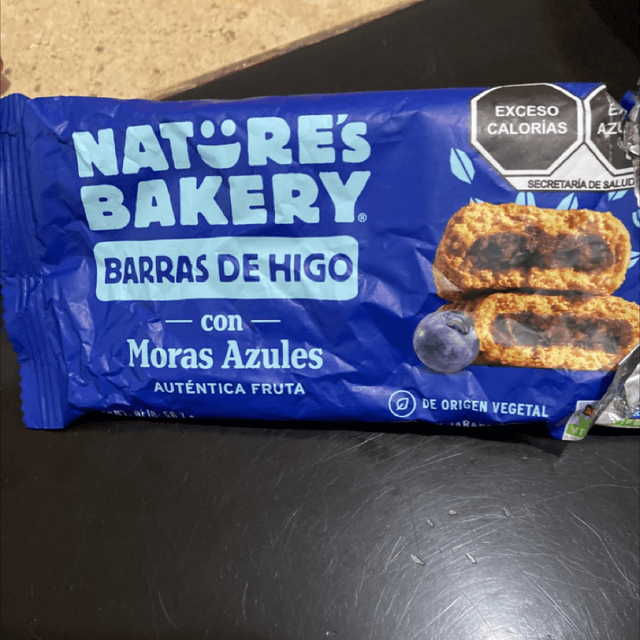 NATURE'S
BAKERY®
BARRAS DE HIGO
con
Moras Azules
AUTÉNTICA FRUTA
EXCESO
CALORÍAS
SECRETARÍA DE SALUD
DE ORIGEN VEGETAL